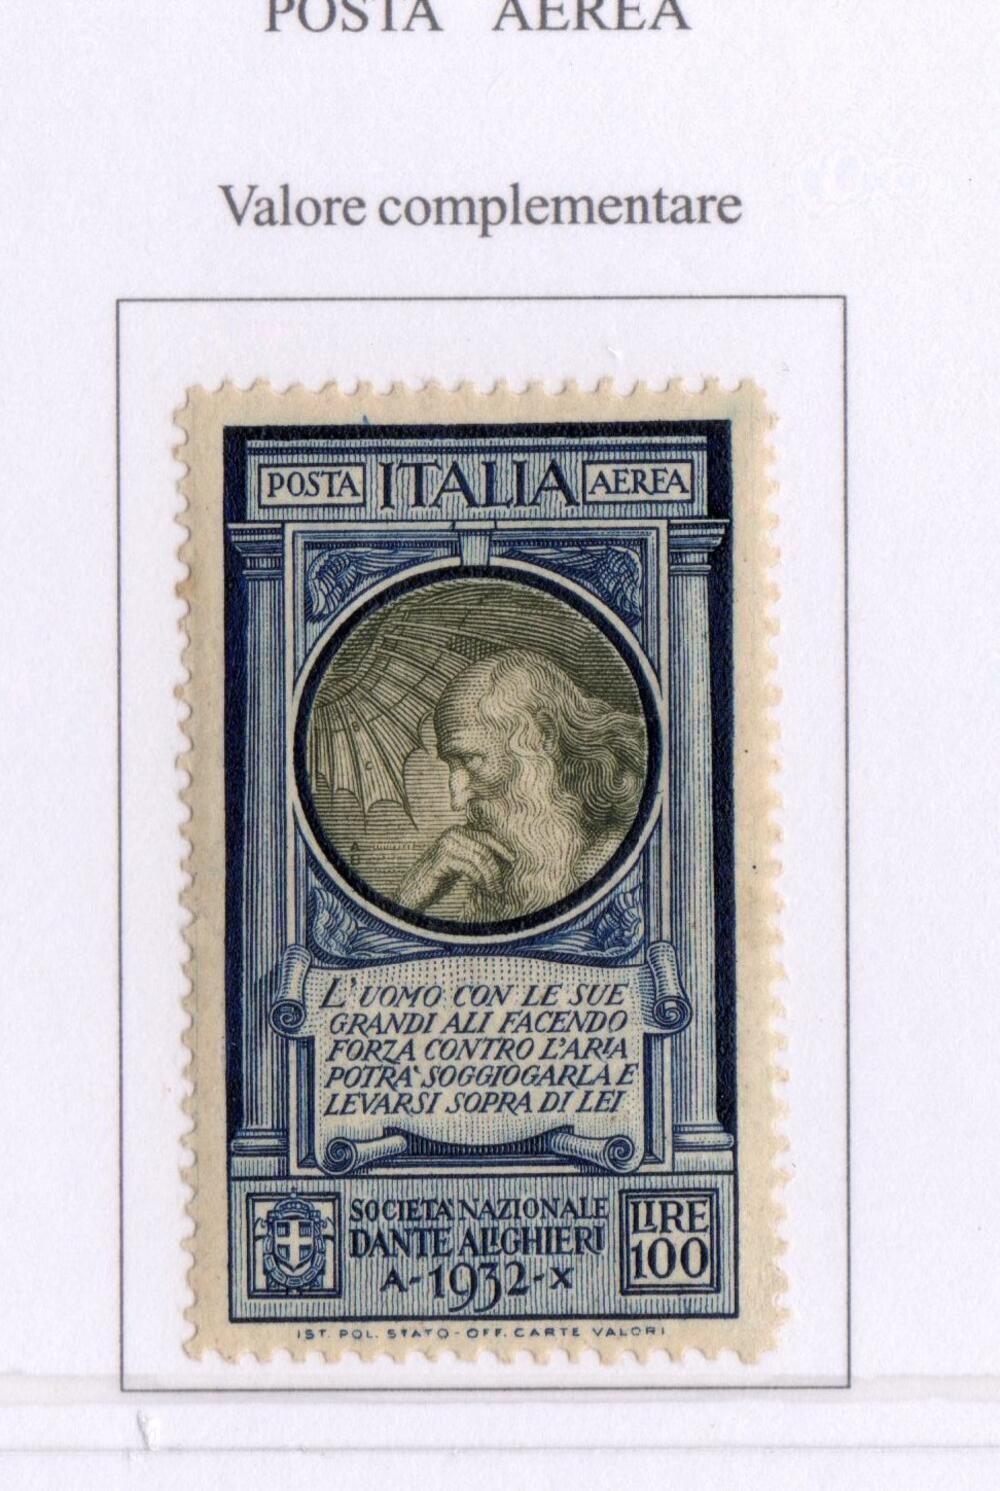 POSTA AEREA
Valore complementare
POSTA ITALIA AEREA
L'UOMO CON LE SUE
GRANDI ALI FACENDO
FORZA CONTRO L'ARIA
POTRA' SOGGIOGARLA E
LEVARSI SOPRA DI LEI
SOCIETA' NAZIONALE
DANTE ALIGHIERI
A-1932-X
LIRE
100
IST. POL. STATO-OFF. CARTE VALORI